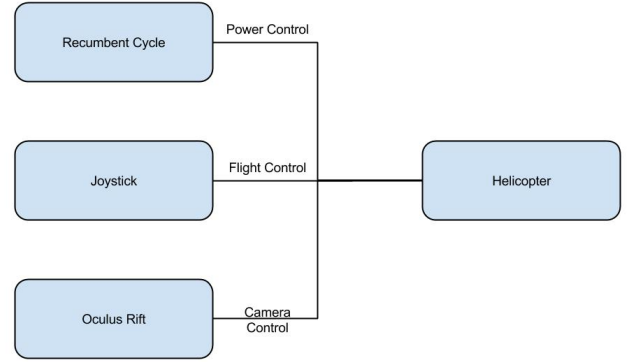 Power Control
Recumbent Cycle
Flight Control
Joystick
Helicopter
Camera
Control
Oculus Rift